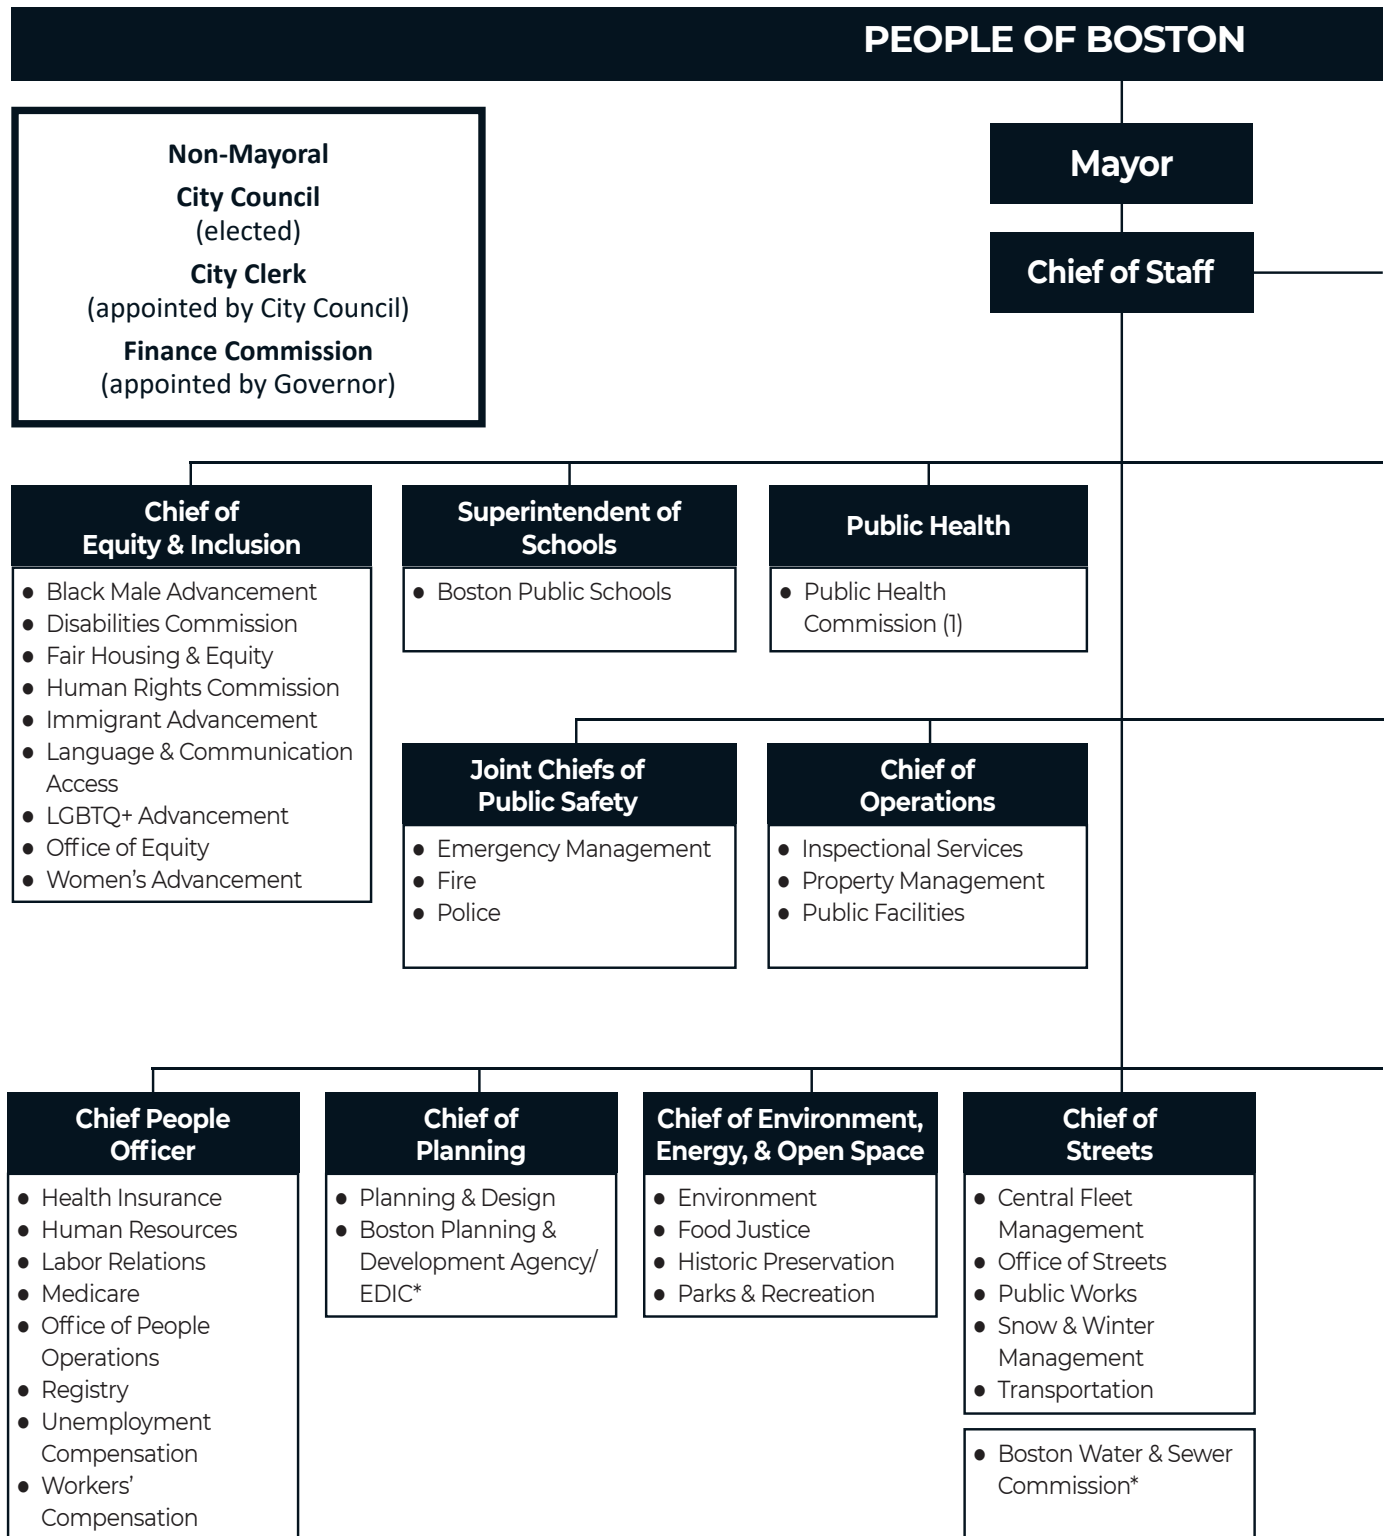 PEOPLE OF BOSTON
Non-Mayoral
City Council
(elected)
City Clerk
(appointed by City Council)
Finance Commission
(appointed by Governor)
Mayor
Chief of Staff
Chief of
Equity & Inclusion
● Black Male Advancement
● Disabilities Commission
● Fair Housing & Equity
● Human Rights Commission
● Immigrant Advancement
● Language & Communication
Access
● LGBTQ+ Advancement
● Office of Equity
● Women’s Advancement
Superintendent of
Schools
● Boston Public Schools
Public Health
● Public Health
Commission (1)
Joint Chiefs of
Public Safety
● Emergency Management
● Fire
● Police
Chief of
Operations
● Inspectional Services
● Property Management
● Public Facilities
Chief People
Officer
● Health Insurance
● Human Resources
● Labor Relations
● Medicare
● Office of People
Operations
● Registry
● Unemployment
Compensation
● Workers’
Compensation
Chief of
Planning
● Planning & Design
● Boston Planning &
Development Agency/
EDIC*
Chief of Environment,
Energy, & Open Space
● Environment
● Food Justice
● Historic Preservation
● Parks & Recreation
Chief of
Streets
● Central Fleet
Management
● Office of Streets
● Public Works
● Snow & Winter
Management
● Transportation
● Boston Water & Sewer
Commission*